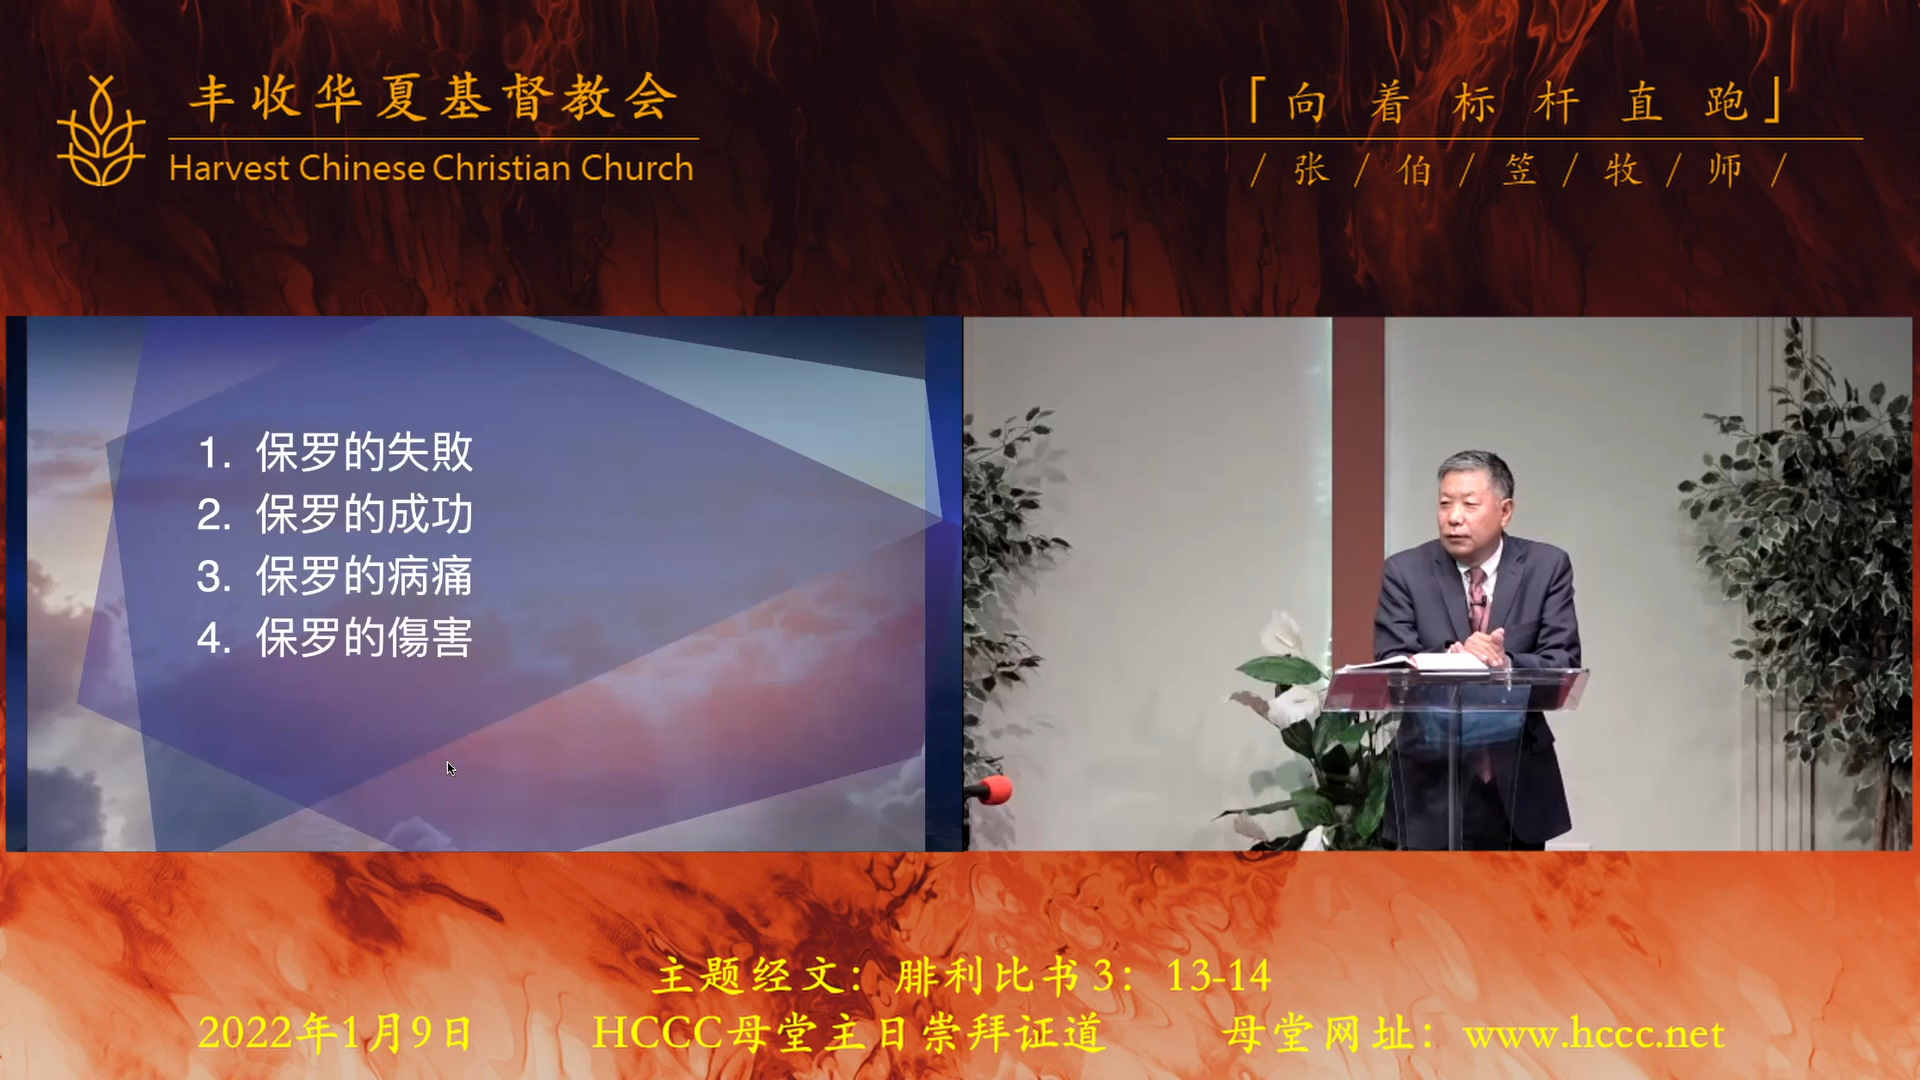 丰收华夏基督教会
Harvest Chinese Christian Church
「向着标杆直跑」
/ 张 / 伯 / 笠 / 牧 / 师 /
1. 保罗的失敗
2. 保罗的成功
3. 保罗的病痛
4. 保罗的傷害
主题经文：腓利比书 3：13-14
2022年1月9日 HCCC母堂主日崇拜证道 母堂网址：www.hccc.net